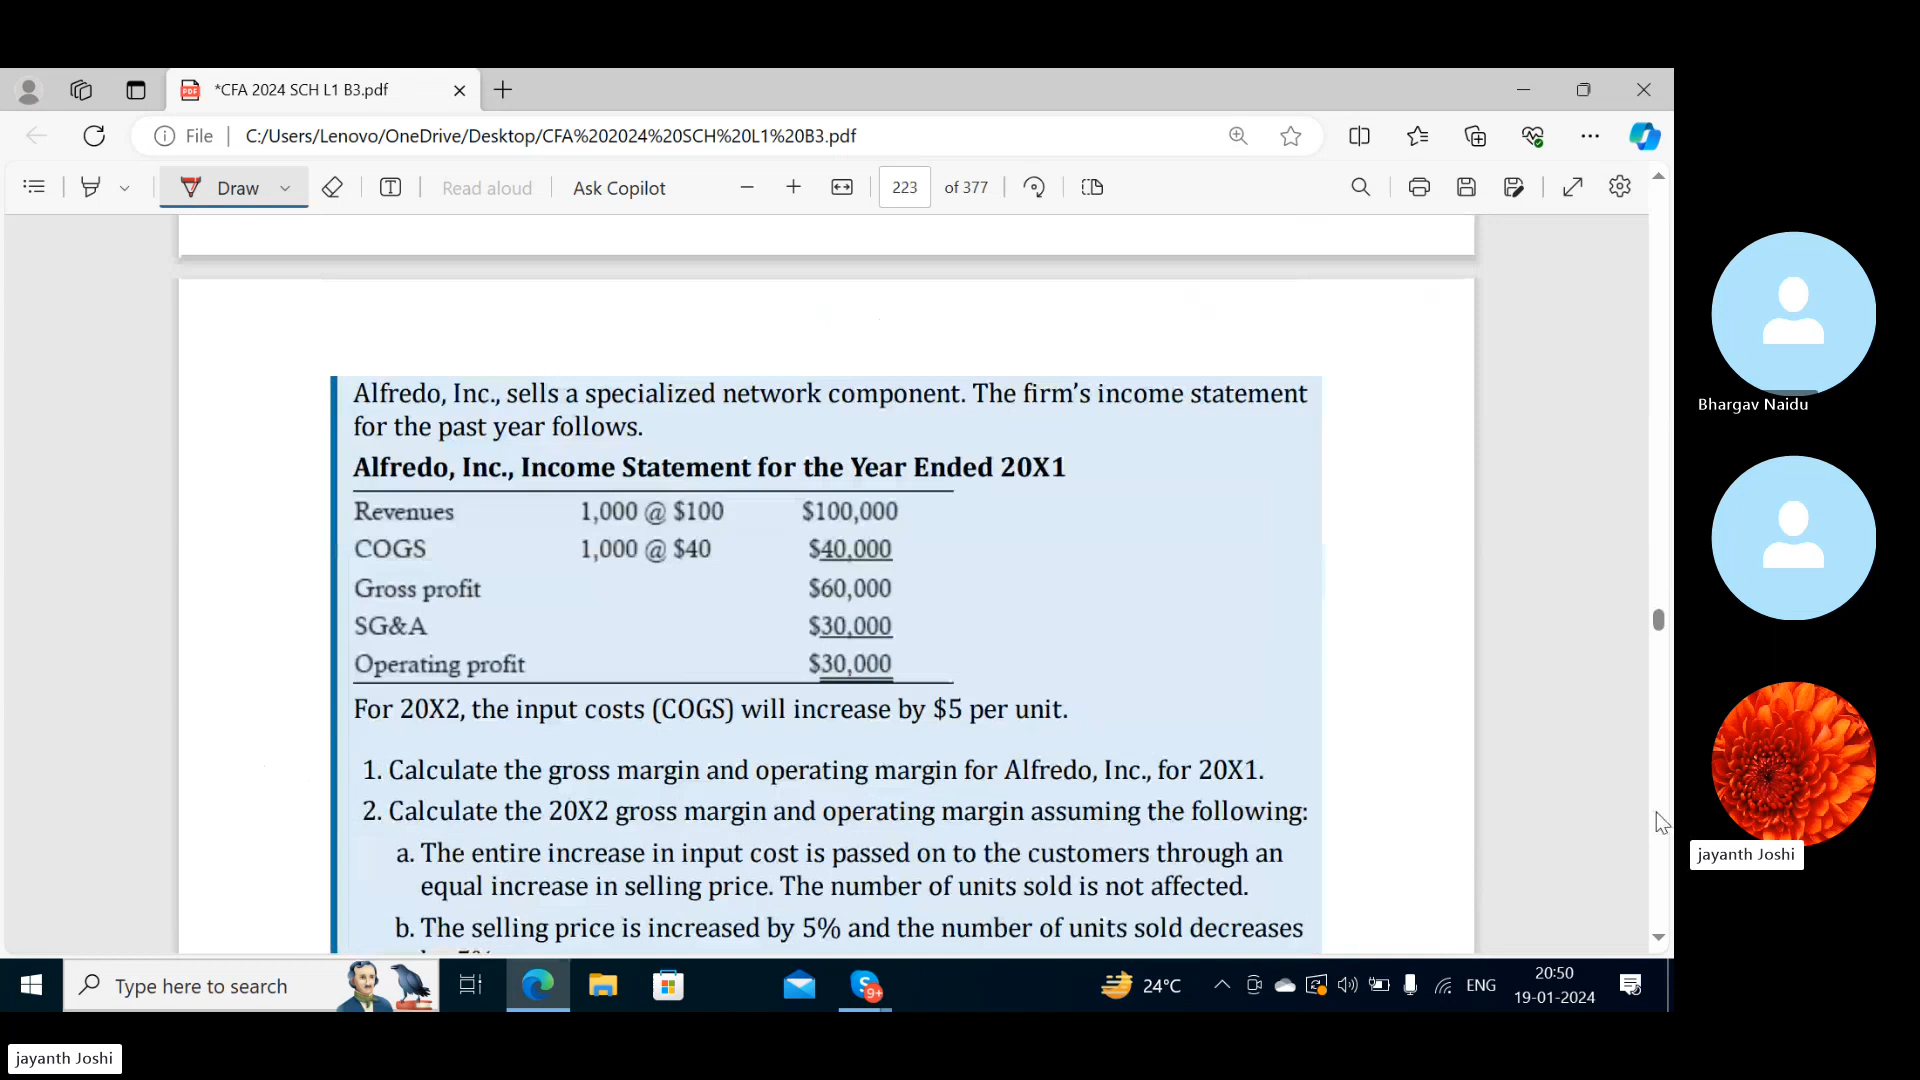 *CFA 2024 SCH L1 B3.pdf
File | C:/Users/Lenovo/OneDrive/Desktop/CFA%202024%20SCH%20L1%20B3.pdf
Draw Read aloud Ask Copilot 223 of 377
Alfredo, Inc., sells a specialized network component. The firm's income statement
for the past year follows.
Alfredo, Inc., Income Statement for the Year Ended 20X1
Revenues 1,000 @ $100 $100,000
COGS 1,000 @ $40 $40,000
Gross profit $60,000
SG&A $30,000
Operating profit $30,000
For 20X2, the input costs (COGS) will increase by $5 per unit.
1. Calculate the gross margin and operating margin for Alfredo, Inc., for 20X1.
2. Calculate the 20X2 gross margin and operating margin assuming the following:
a. The entire increase in input cost is passed on to the customers through an
equal increase in selling price. The number of units sold is not affected.
b. The selling price is increased by 5% and the number of units sold decreases
Bhargav Naidu
jayanth Joshi
Type here to search
9+
24°C
ENG
20:50
19-01-2024
jayanth Joshi